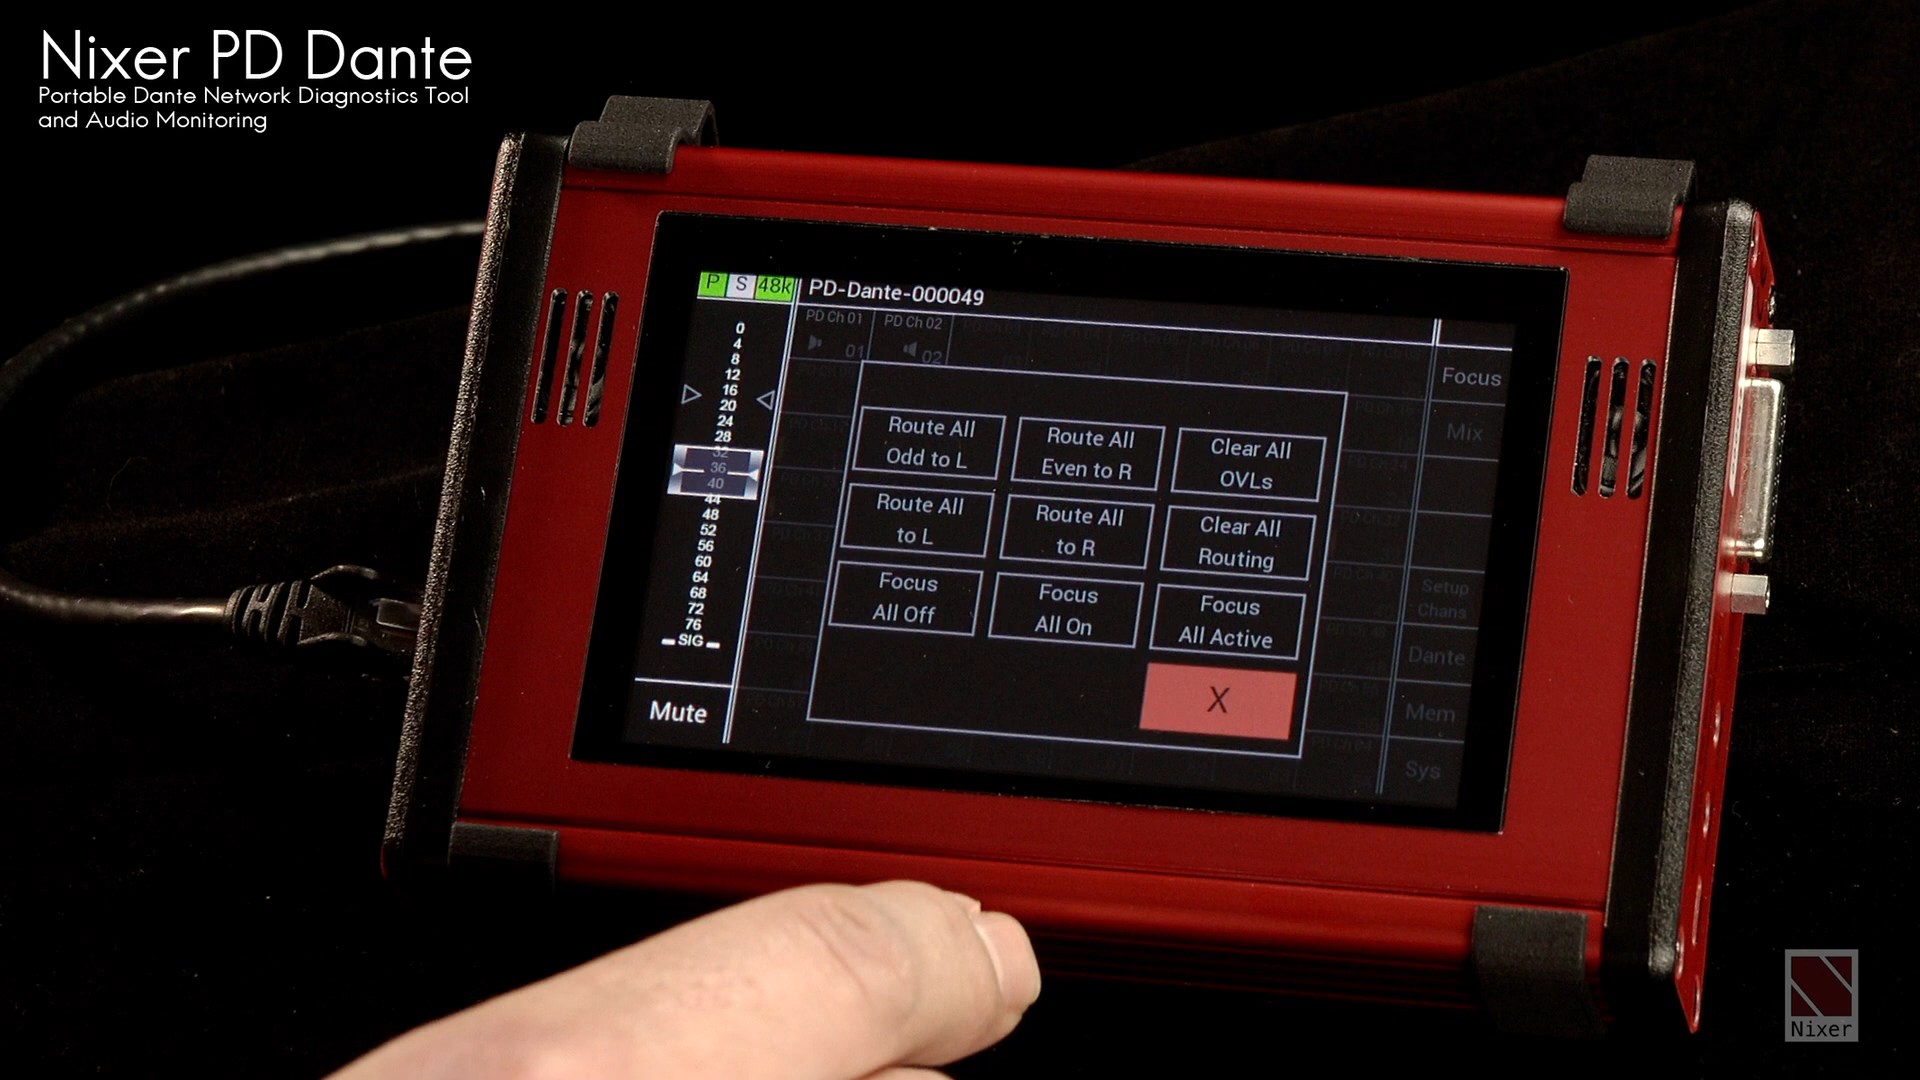 Nixer PD Dante
Portable Dante Network Diagnostics Tool
and Audio Monitoring
P S 48k
PD-Dante-000049
PD Ch 01
01
PD Ch 02
02
0
4
8
12
16
20
24
28
32
36
40
44
48
52
56
60
64
68
72
76
SIG
Mute
Route All
Odd to L
Route All
Even to R
Clear All
OVLs
Route All
to L
Route All
to R
Clear All
Routing
Focus
All Off
Focus
All On
Focus
All Active
X
Focus
Mix
Setup
Chans
Dante
Mem
Sys
Nixer